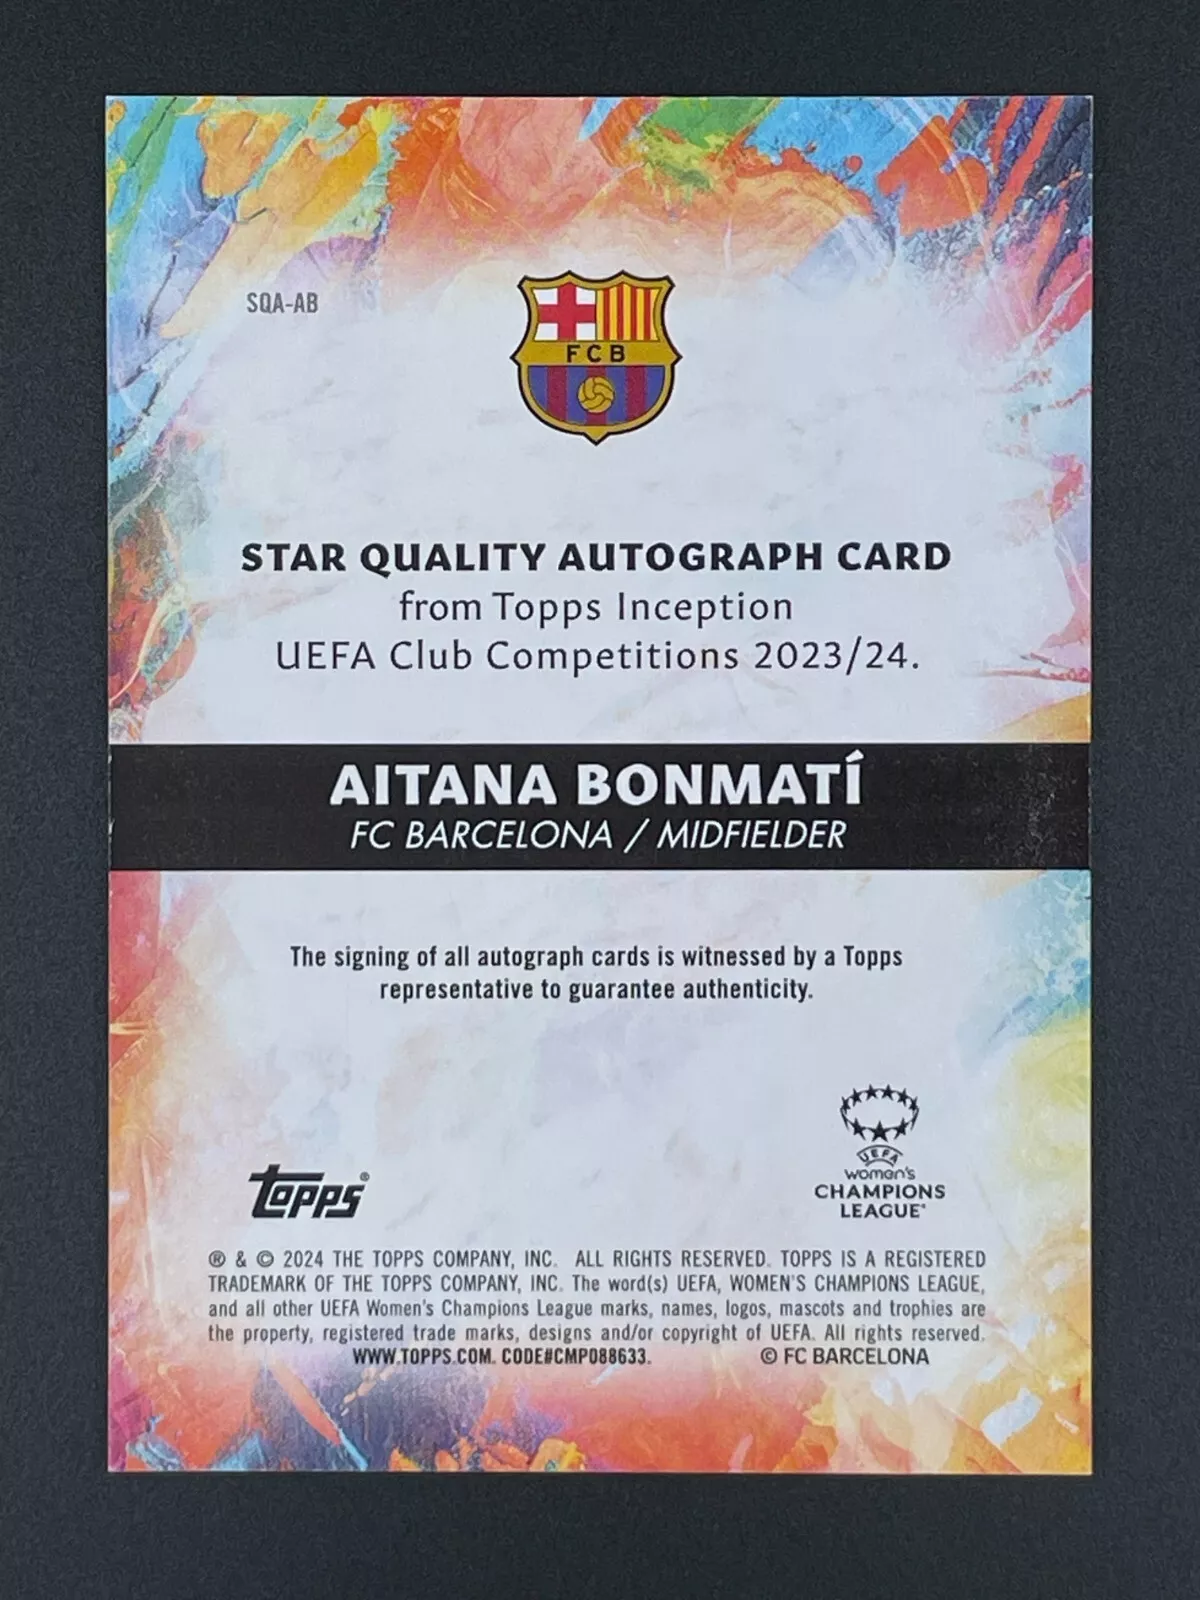 SQA-AB
FCB
STAR QUALITY AUTOGRAPH CARD
from Topps Inception
UEFA Club Competitions 2023/24.
AITANA BONMATÍ
FC BARCELONA / MIDFIELDER
The signing of all autograph cards is witnessed by a Topps
representative to guarantee authenticity.
UEFA
women's
CHAMPIONS
LEAGUE®
topps®
® & © 2024 THE TOPPS COMPANY, INC. ALL RIGHTS RESERVED. TOPPS IS A REGISTERED
TRADEMARK OF THE TOPPS COMPANY, INC. The word(s) UEFA, WOMEN'S CHAMPIONS LEAGUE,
and all other UEFA Women's Champions League marks, names, logos, mascots and trophies are
the property, registered trade marks, designs and/or copyright of UEFA. All rights reserved.
WWW.TOPPS.COM. CODE#CMP088633. © FC BARCELONA